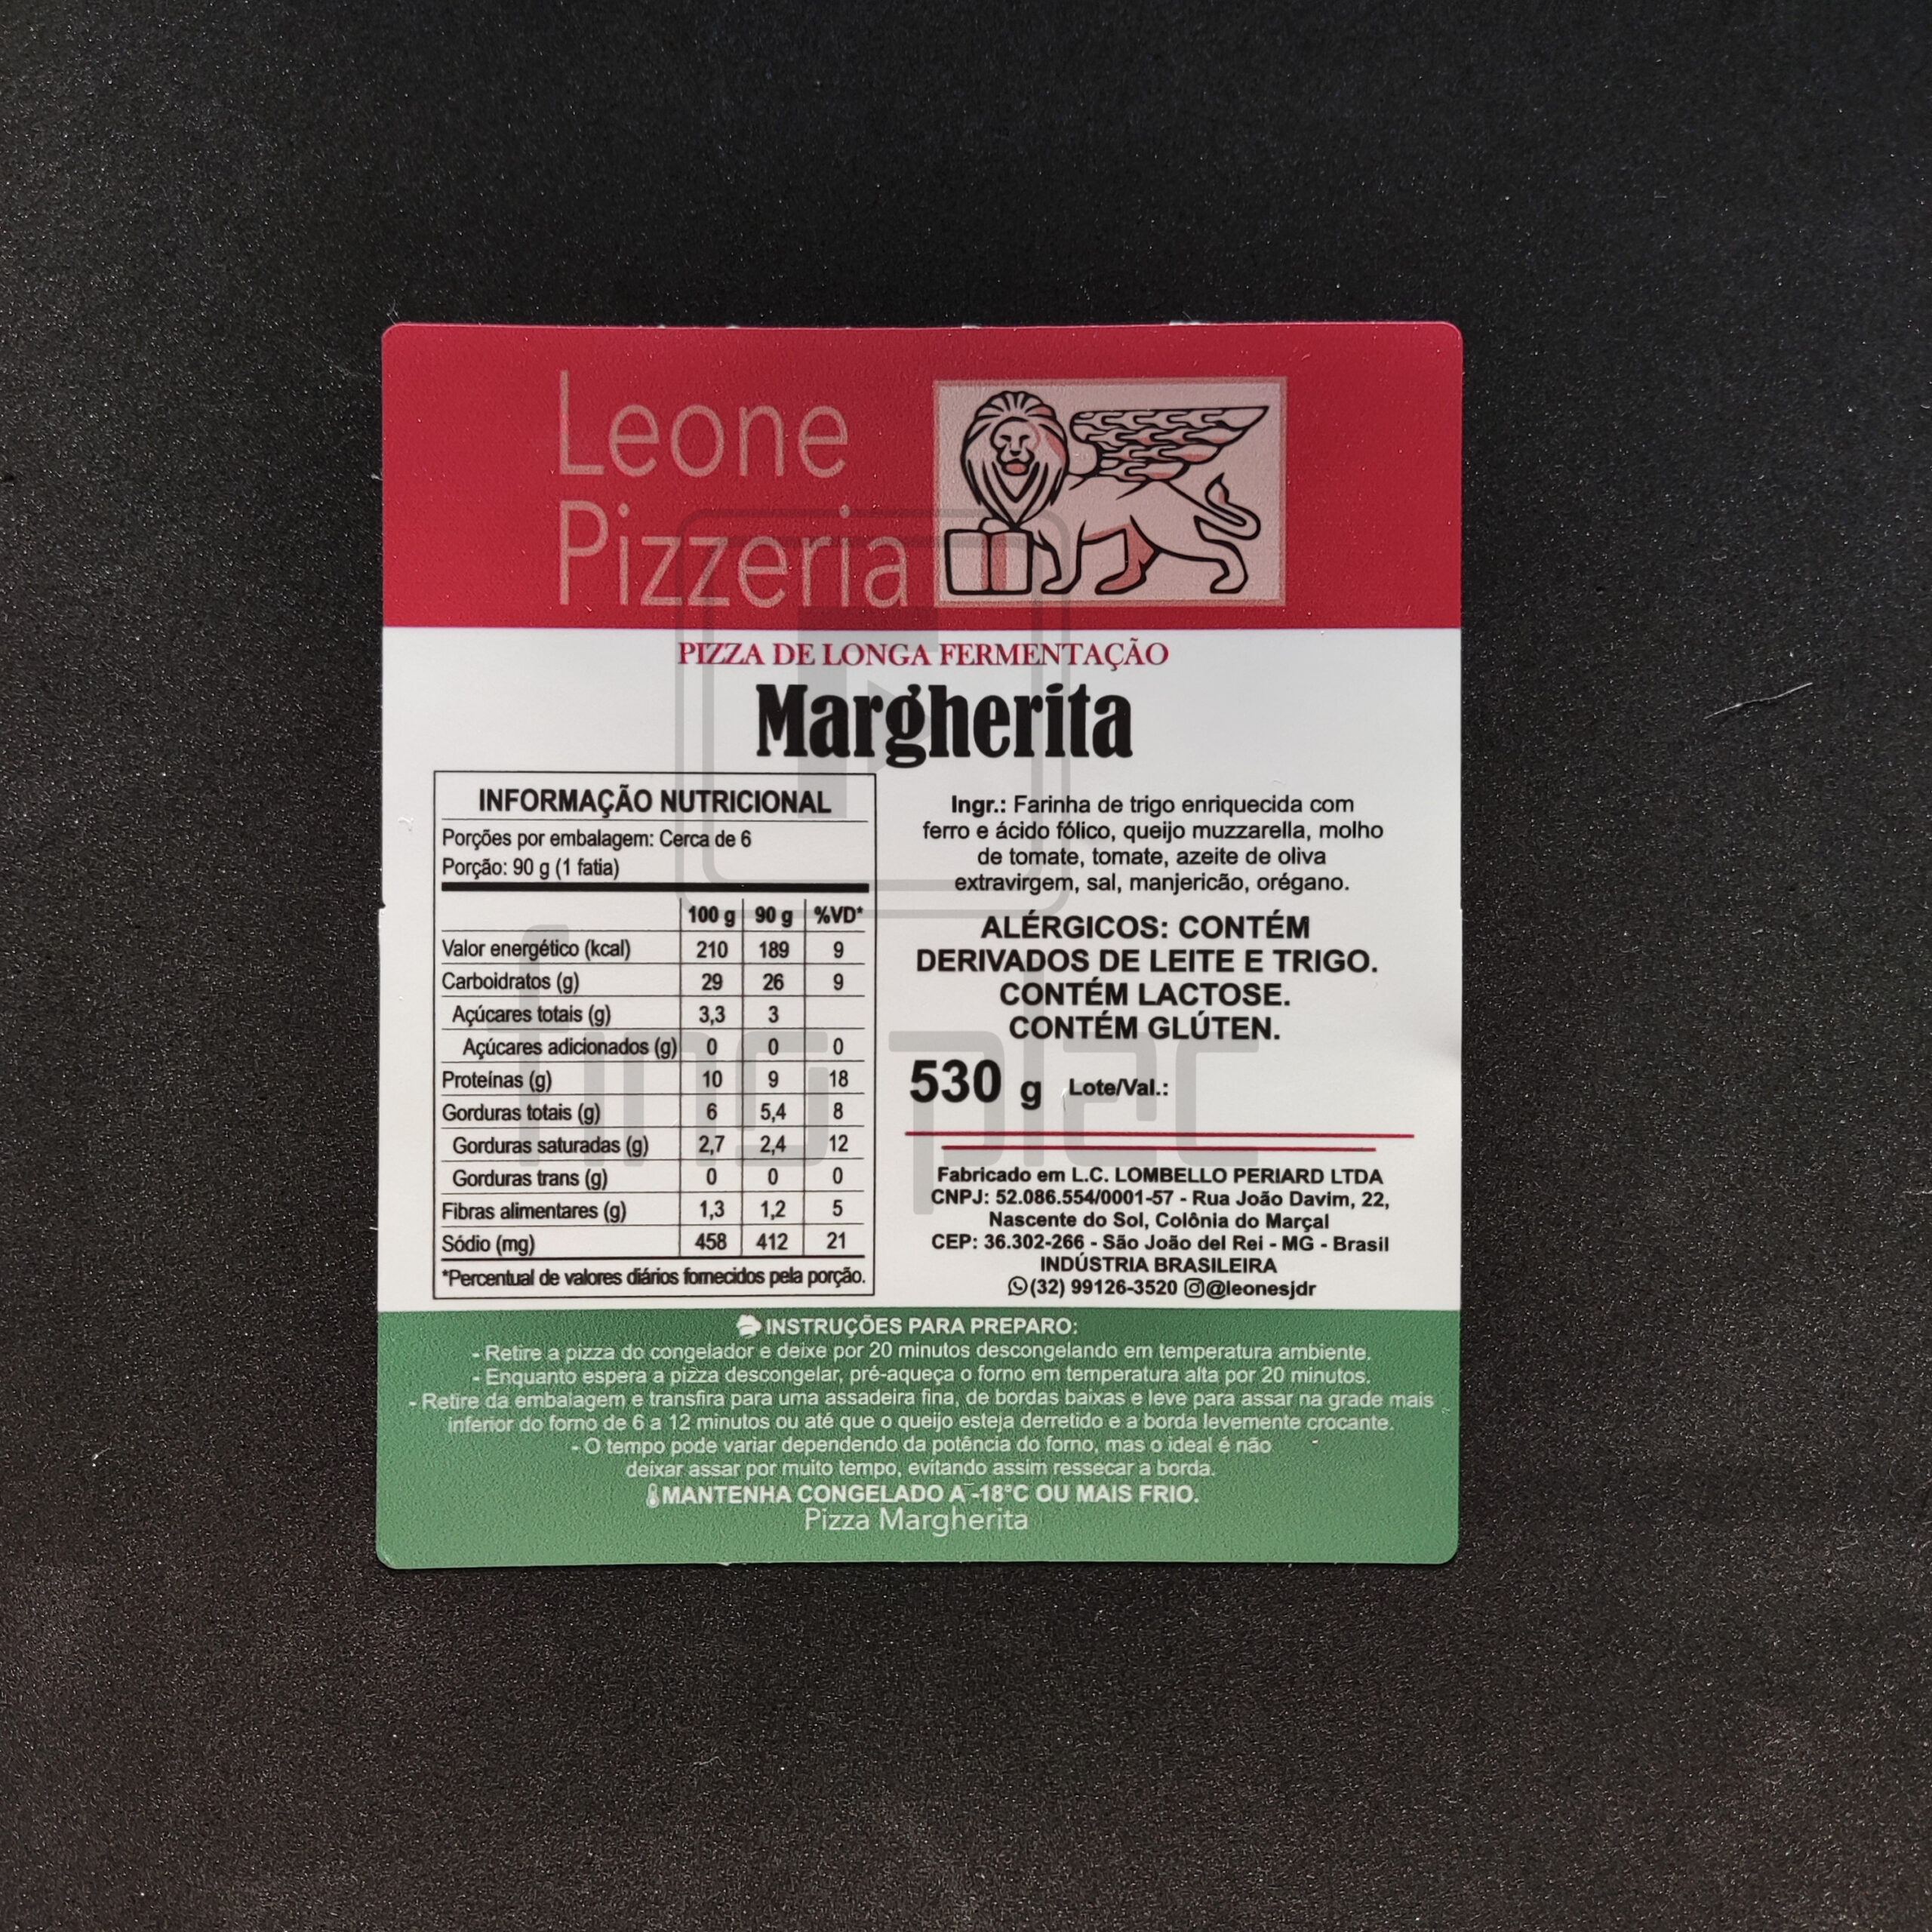 Leone
Pizzeria
PIZZA DE LONGA FERMENTAÇÃO
Margherita
INFORMAÇÃO NUTRICIONAL
Porções por embalagem: Cerca de 6
Porção: 90 g (1 fatia)
100 g 90 g %VD*
Valor energético (kcal) 210 189 9
Carboidratos (g) 29 26 9
Açúcares totais (g) 3,3 3
Açúcares adicionados (g) 0 0 0
Proteínas (g) 10 9 18
Gorduras totais (g) 6 5,4 8
Gorduras saturadas (g) 2,7 2,4 12
Gorduras trans (g) 0 0 0
Fibras alimentares (g) 1,3 1,2 5
Sódio (mg) 458 412 21
*Percentual de valores diários fornecidos pela porção.
Ingr.: Farinha de trigo enriquecida com
ferro e ácido fólico, queijo muzzarella, molho
de tomate, tomate, azeite de oliva
extravirgem, sal, manjericão, orégano.
ALÉRGICOS: CONTÉM
DERIVADOS DE LEITE E TRIGO.
CONTÉM LACTOSE.
CONTÉM GLÚTEN.
530 g Lote/Val.:
Fabricado em L.C. LOMBELLO PERIARD LTDA
CNPJ: 52.086.554/0001-57 - Rua João Davim, 22,
Nascente do Sol, Colônia do Marçal
CEP: 36.302-266 - São João del Rei - MG - Brasil
INDÚSTRIA BRASILEIRA
(32) 99126-3520 @leonesjdr
INSTRUÇÕES PARA PREPARO:
- Retire a pizza do congelador e deixe por 20 minutos descongelando em temperatura ambiente.
- Enquanto espera a pizza descongelar, pré-aqueça o forno em temperatura alta por 20 minutos.
- Retire da embalagem e transfira para uma assadeira fina, de bordas baixas e leve para assar na grade mais
inferior do forno de 6 a 12 minutos ou até que o queijo esteja derretido e a borda levemente crocante.
- O tempo pode variar dependendo da potência do forno, mas o ideal é não
deixar assar por muito tempo, evitando assim ressecar a borda.
MANTENHA CONGELADO A -18°C OU MAIS FRIO.
Pizza Margherita